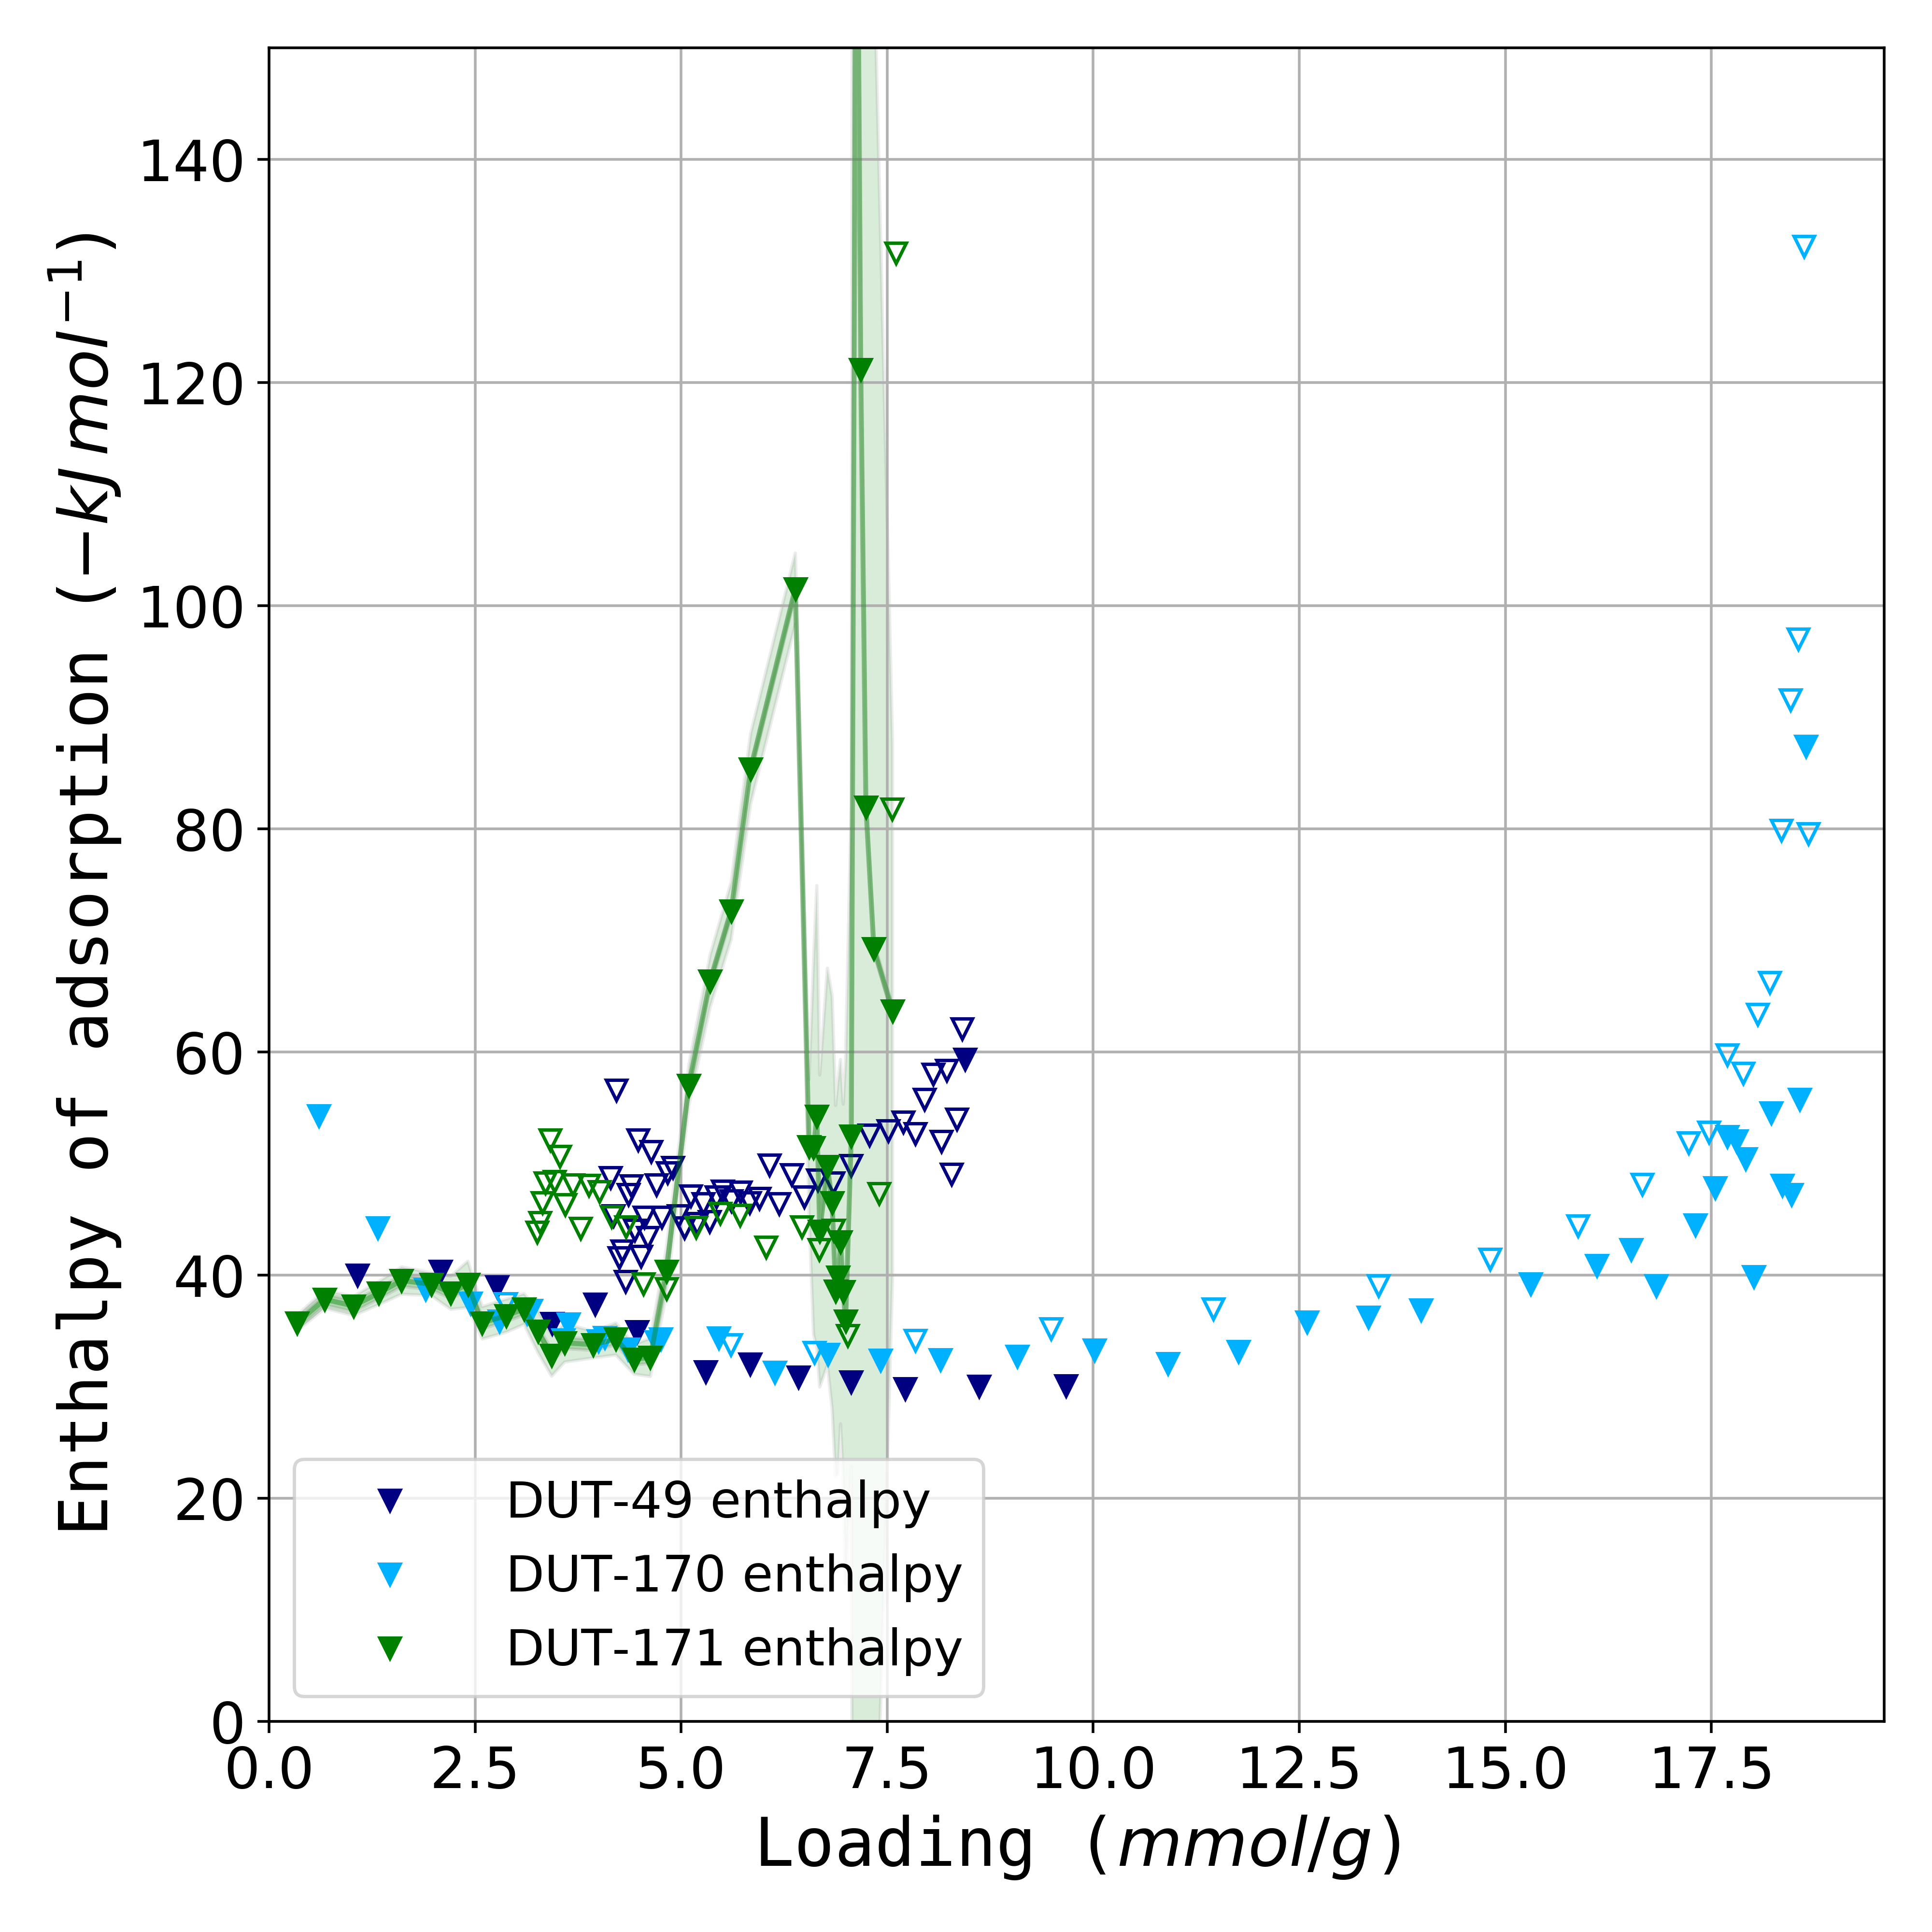 Enthalpy of adsorption (−kJ mol⁻¹)
140
120
100
80
60
40
20
0
0.0 2.5 5.0 7.5 10.0 12.5 15.0 17.5
Loading (mmol/g)
DUT-49 enthalpy
DUT-170 enthalpy
DUT-171 enthalpy